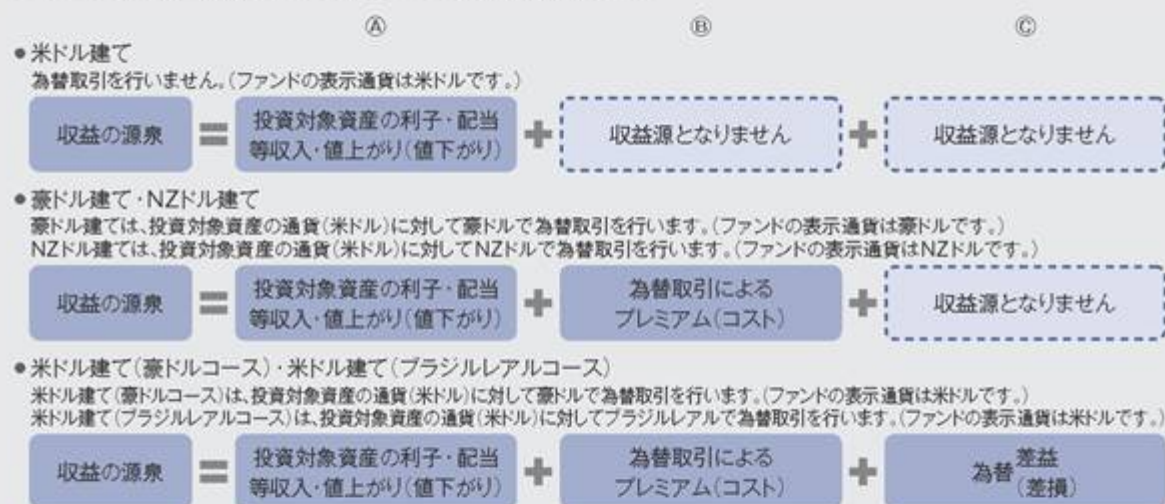 Ⓐ Ⓑ Ⓒ
●米ドル建て
為替取引を行いません。(ファンドの表示通貨は米ドルです。)
収益の源泉 = 投資対象資産の利子・配当 + 収益源となりません + 収益源となりません
等収入・値上がり(値下がり)
●豪ドル建て・NZドル建て
豪ドル建ては、投資対象資産の通貨(米ドル)に対して豪ドルで為替取引を行います。(ファンドの表示通貨は豪ドルです。)
NZドル建ては、投資対象資産の通貨(米ドル)に対してNZドルで為替取引を行います。(ファンドの表示通貨はNZドルです。)
収益の源泉 = 投資対象資産の利子・配当 + 為替取引による + 収益源となりません
等収入・値上がり(値下がり) プレミアム(コスト)
●米ドル建て(豪ドルコース)・米ドル建て(ブラジルレアルコース)
米ドル建て(豪ドルコース)は、投資対象資産の通貨(米ドル)に対して豪ドルで為替取引を行います。(ファンドの表示通貨は米ドルです。)
米ドル建て(ブラジルレアルコース)は、投資対象資産の通貨(米ドル)に対してブラジルレアルで為替取引を行います。(ファンドの表示通貨は米ドルです。)
収益の源泉 = 投資対象資産の利子・配当 + 為替取引による + 為替差益
等収入・値上がり(値下がり) プレミアム(コスト) (差損)